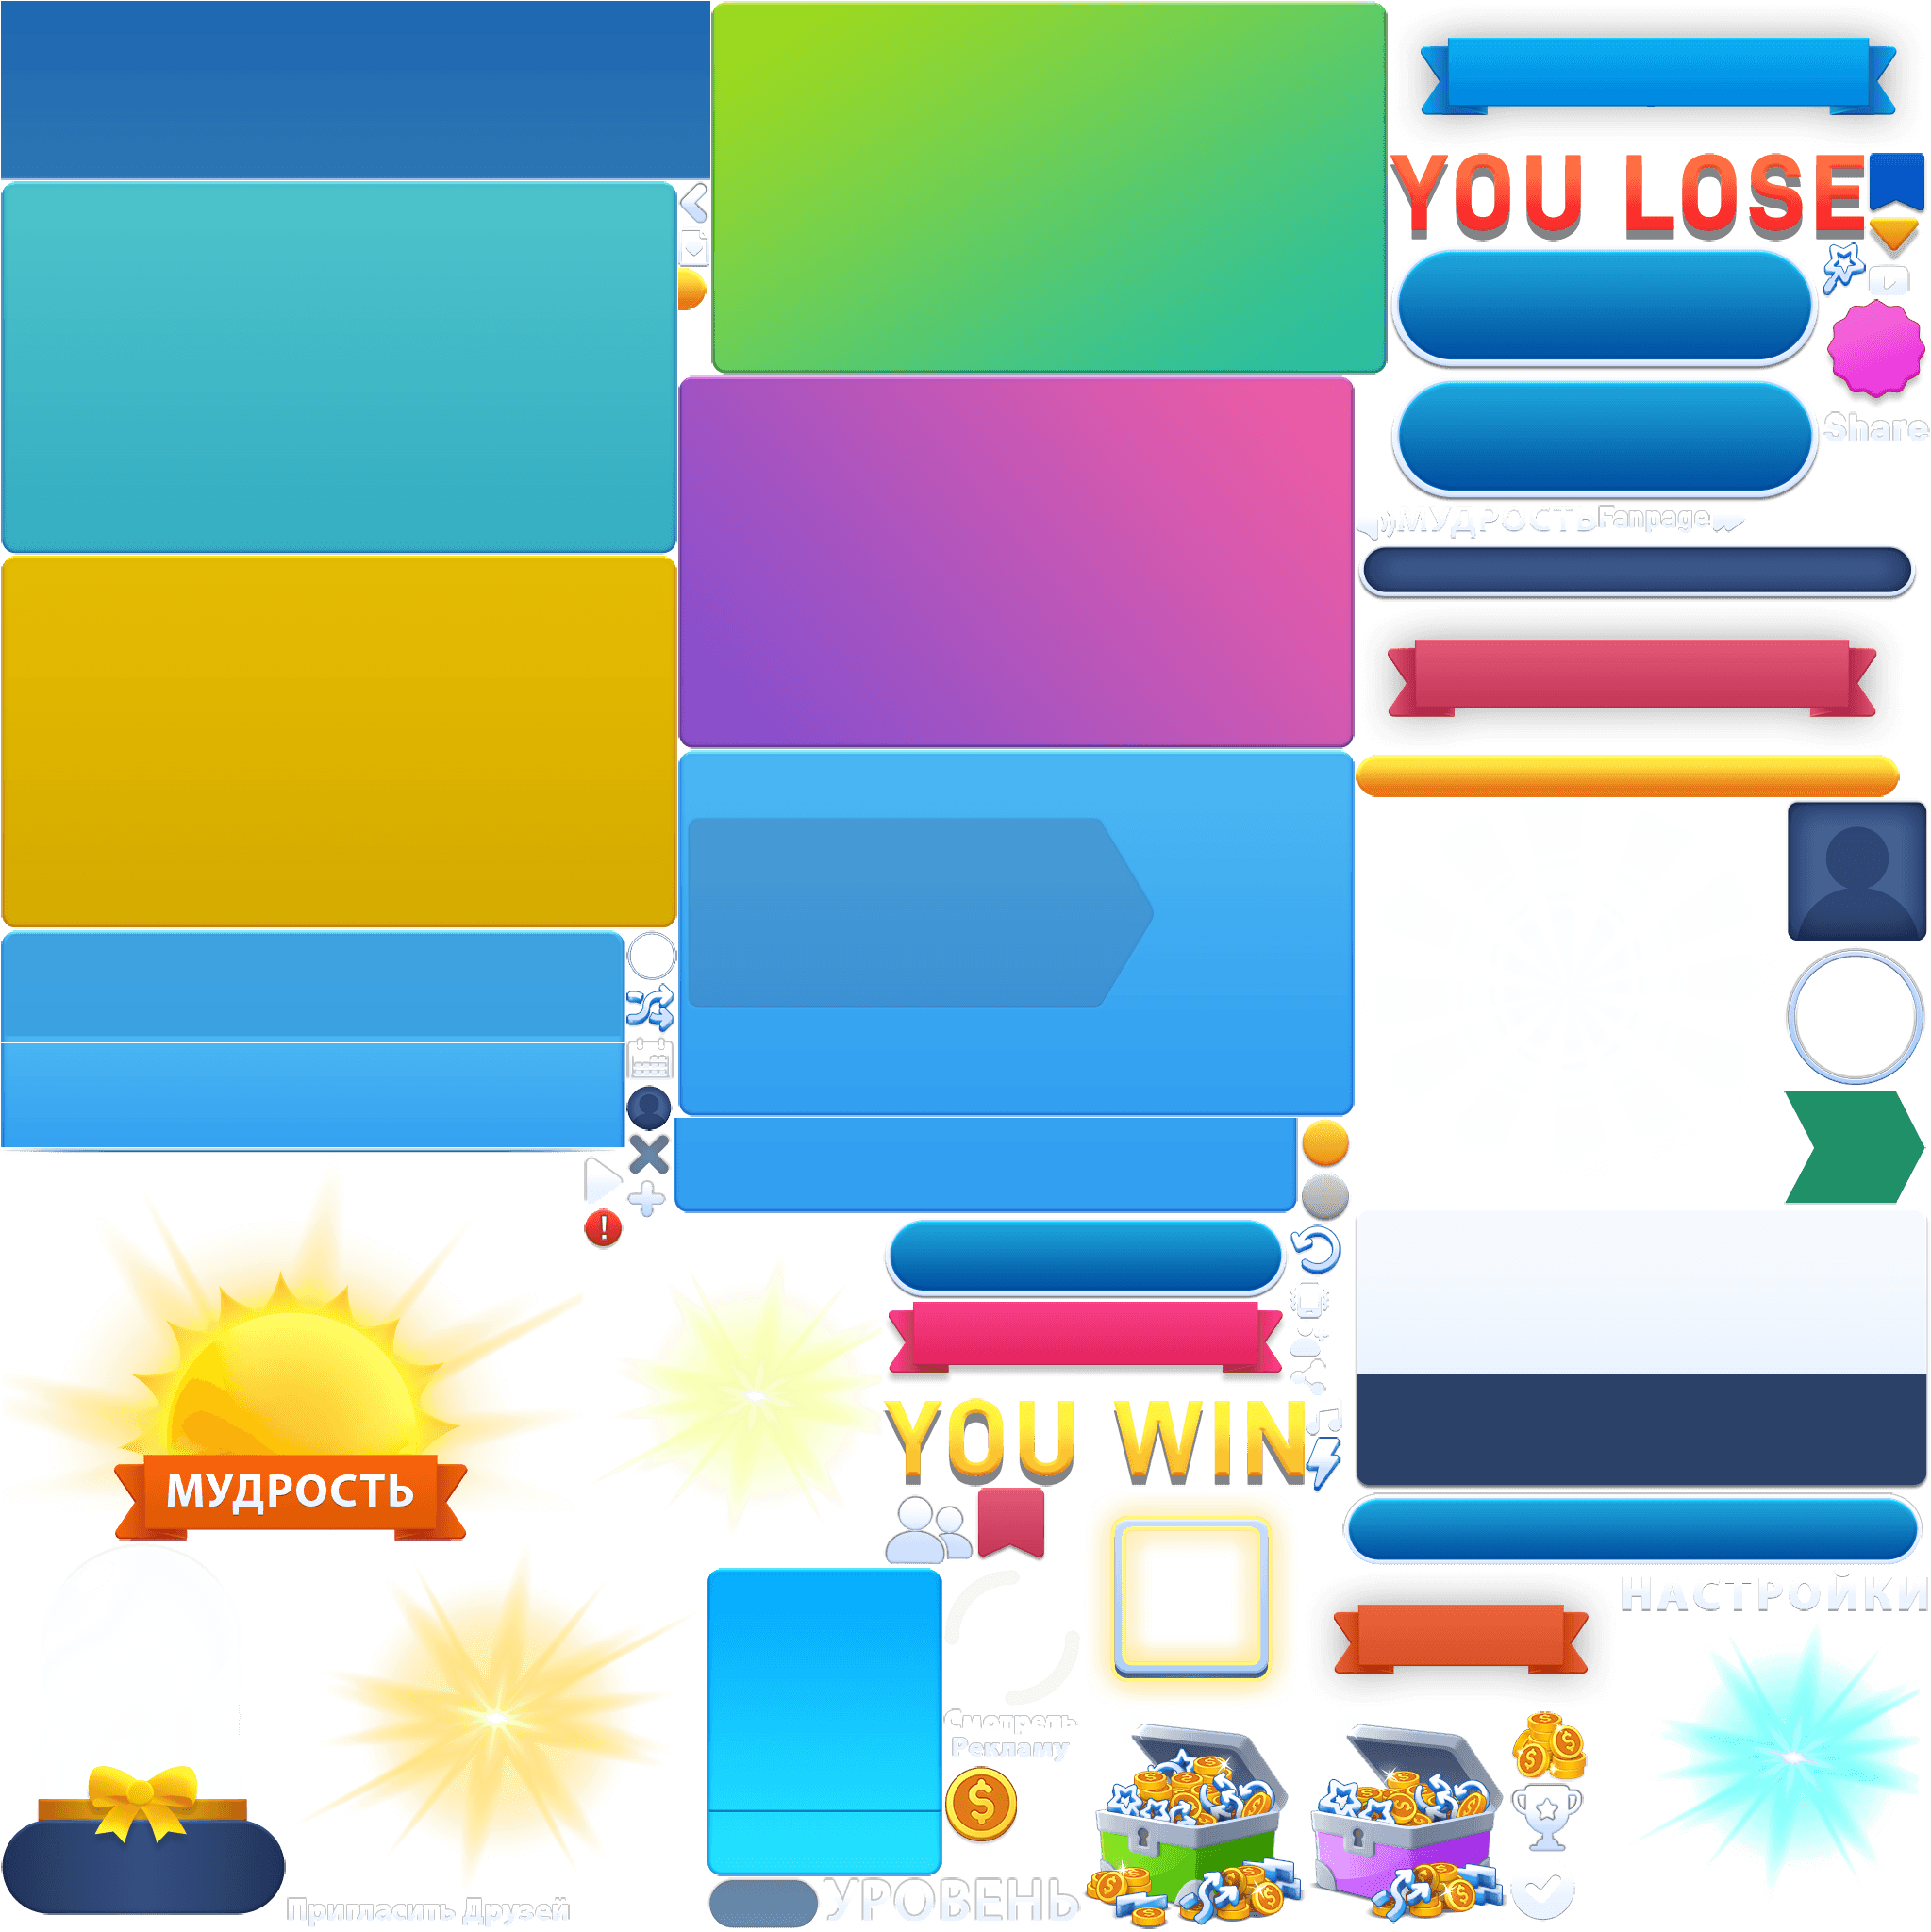 YOU LOSE
Share
МУДРОСТЬ
Fanpage
YOU WIN
МУДРОСТЬ
НАСТРОЙКИ
Смотреть
Рекламу
УРОВЕНЬ
Пригласить Друзей